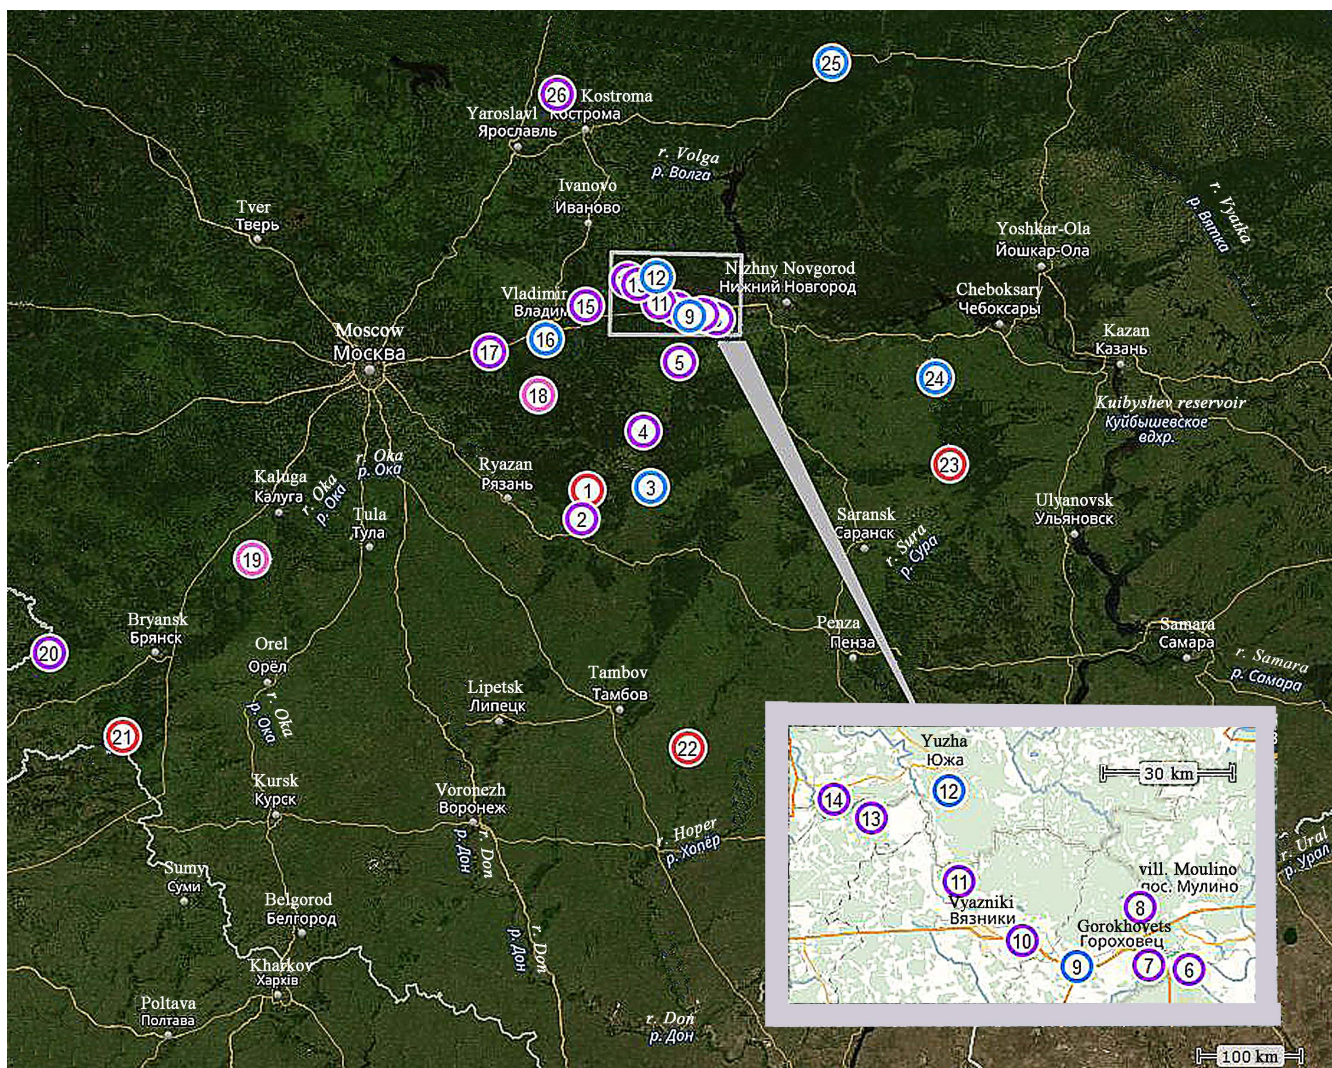 25
26
Kostroma
Кострома
Yaroslavl
Ярославль
r. Volga
р. Волга
Ivanovo
Иваново
r. Vyatka
р. Вятка
Tver
Тверь
Yoshkar-Ola
Йошкар-Ола
12
Nizhny Novgorod
Нижний Новгород
Vladimir
Владим
15
11
9
Cheboksary
Чебоксары
Moscow
Москва
16
17
5
Kazan
Казань
24
18
Kuibyshev reservoir
Куйбышевское
вдхр.
4
r. Oka
р. Ока
Kaluga
Калуга
r. Oka
р. Ока
Ryazan
Рязань
1
3
2
23
Tula
Тула
Saransk
Саранск
r. Sura
р. Сура
Ulyanovsk
Ульяновск
19
Bryansk
Брянск
20
Orel
Орёл
r. Oka
р. Ока
Penza
Пенза
Samara
Самара
r. Samara
р. Самара
Lipetsk
Липецк
Tambov
Тамбов
21
22
Kursk
Курск
Voronezh
Воронеж
r. Don
р. Дон
r. Hoper
р. Хопёр
Yuzha
Южа
30 km
14
13
12
11
Vyazniki
Вязники
vill. Moulino
пос. Мулино
8
Gorokhovets
Гороховец
10
9
7
6
r. Ural
р. Урал
Sumy
Суми
Belgorod
Белгород
r. Don
р. Дон
Kharkov
Харків
Poltava
Полтава
r. Don
р. Дон
100 km